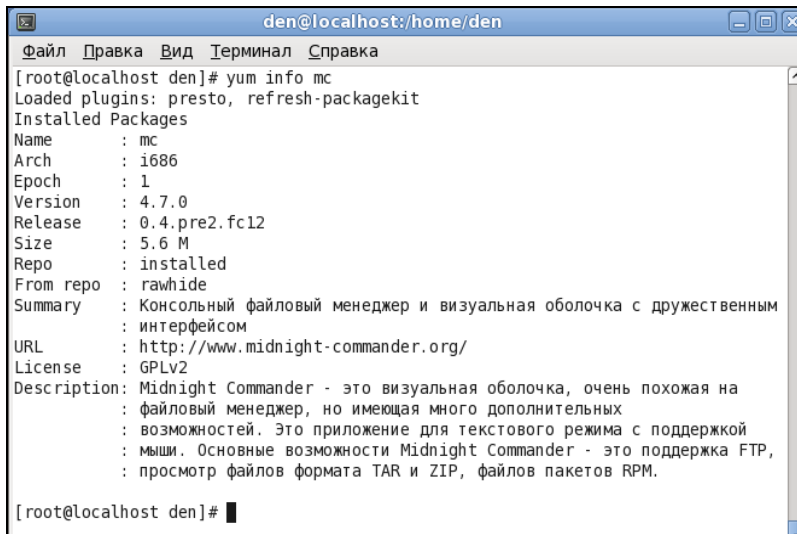 den@localhost:/home/den
Файл Правка Вид Терминал Справка
[root@localhost den]# yum info mc
Loaded plugins: presto, refresh-packagekit
Installed Packages
Name        : mc
Arch        : i686
Epoch       : 1
Version     : 4.7.0
Release     : 0.4.pre2.fc12
Size        : 5.6 M
Repo        : installed
From repo   : rawhide
Summary     : Консольный файловый менеджер и визуальная оболочка с дружественным
            : интерфейсом
URL         : http://www.midnight-commander.org/
License     : GPLv2
Description: Midnight Commander - это визуальная оболочка, очень похожая на
            : файловый менеджер, но имеющая много дополнительных
            : возможностей. Это приложение для текстового режима с поддержкой
            : мыши. Основные возможности Midnight Commander - это поддержка FTP,
            : просмотр файлов формата TAR и ZIP, файлов пакетов RPM.
[root@localhost den]#